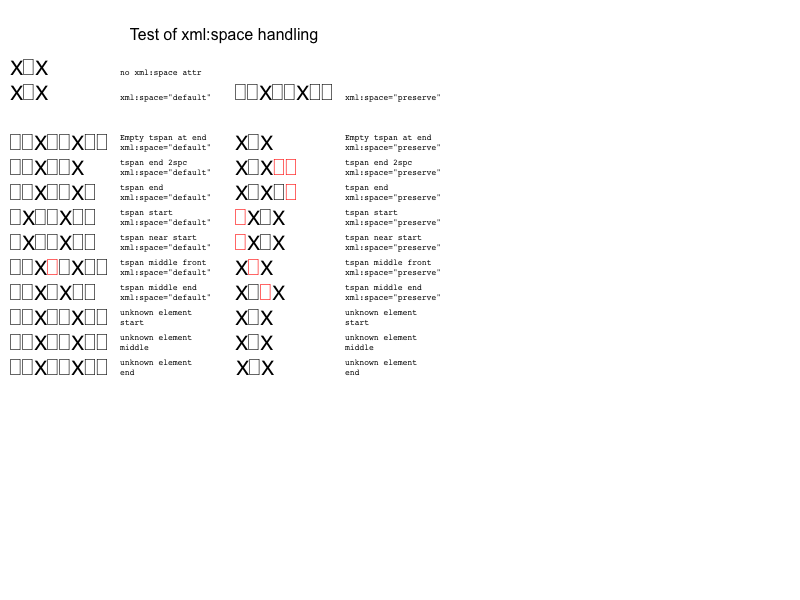 Test of xml:space handling
X□X no xml:space attr
X□X xml:space="default" □□X□□X□□ xml:space="preserve"
□□X□□X□□ Empty tspan at end X□X Empty tspan at end
xml:space="default" xml:space="preserve"
□□X□□X tspan end 2spc X□X□□ tspan end 2spc
xml:space="default" xml:space="preserve"
□□X□□X□ tspan end X□X□□ tspan end
xml:space="default" xml:space="preserve"
□X□□X□□ tspan start □X□X tspan start
xml:space="default" xml:space="preserve"
□X□□X□□ tspan near start □X□X tspan near start
xml:space="default" xml:space="preserve"
□□X□□X□□ tspan middle front X□X tspan middle front
xml:space="default" xml:space="preserve"
□□X□X□□ tspan middle end X□□X tspan middle end
xml:space="default" xml:space="preserve"
□□X□□X□□ unknown element X□X unknown element
start start
□□X□□X□□ unknown element X□X unknown element
middle middle
□□X□□X□□ unknown element X□X unknown element
end end